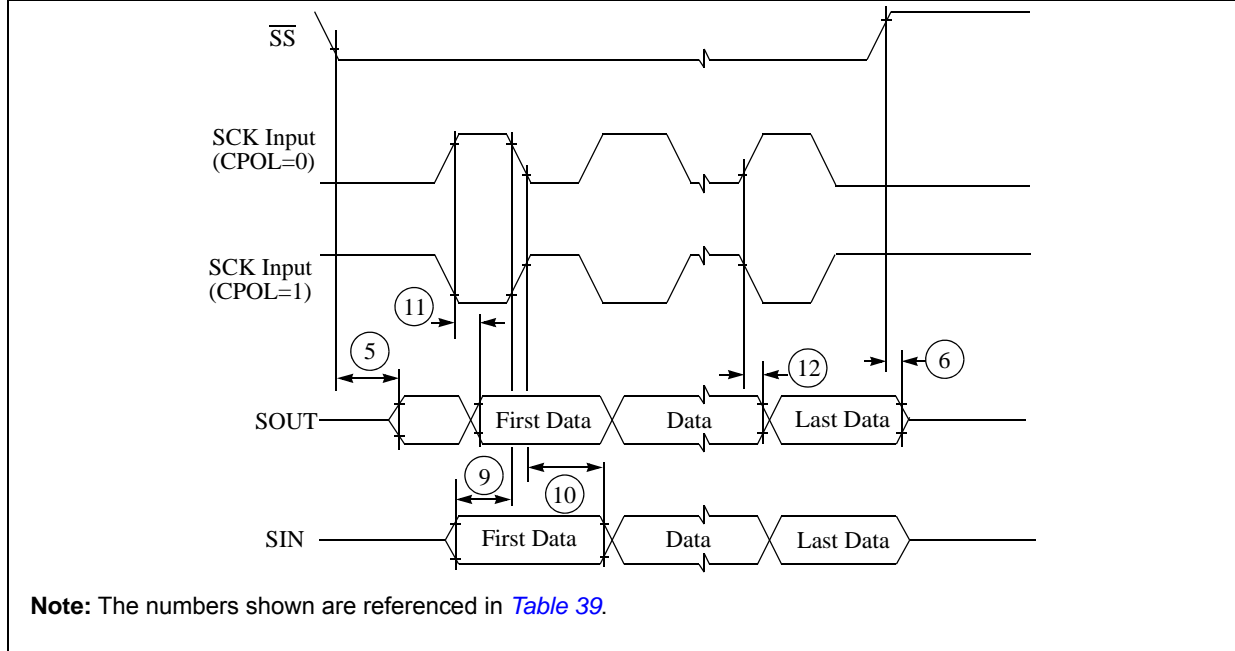 SS
SCK Input
(CPOL=0)
SCK Input
(CPOL=1)
11
5
12
6
SOUT
First Data
Data
Last Data
9
10
SIN
First Data
Data
Last Data
Note: The numbers shown are referenced in Table 39.